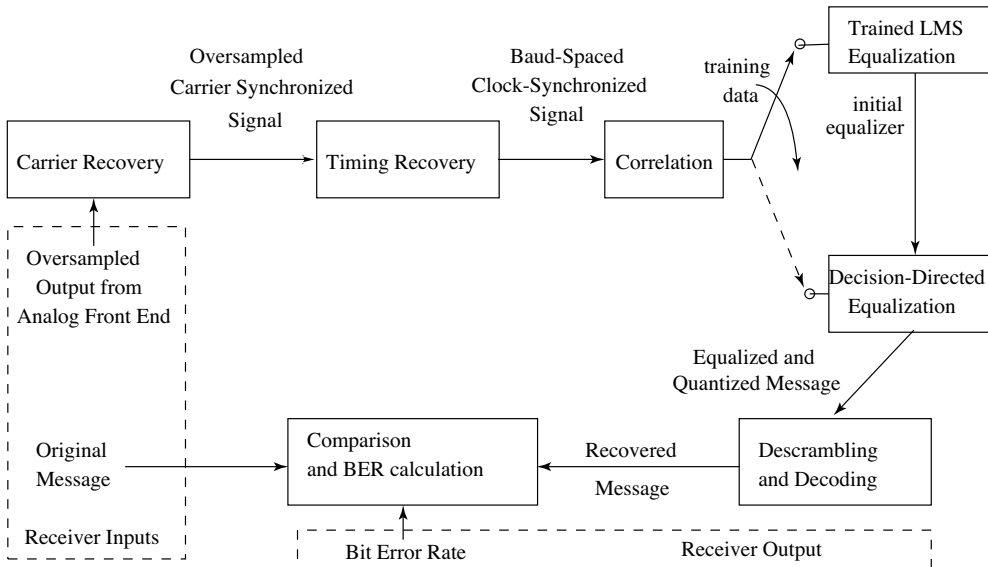 Trained LMS
Equalization
Oversampled
Carrier Synchronized
Signal
Baud-Spaced
Clock-Synchronized
Signal
training
data
initial
equalizer
Carrier Recovery
Timing Recovery
Correlation
Oversampled
Output from
Analog Front End
Decision-Directed
Equalization
Equalized and
Quantized Message
Original
Message
Comparison
and BER calculation
Recovered
Message
Descrambling
and Decoding
Receiver Inputs
Bit Error Rate
Receiver Output